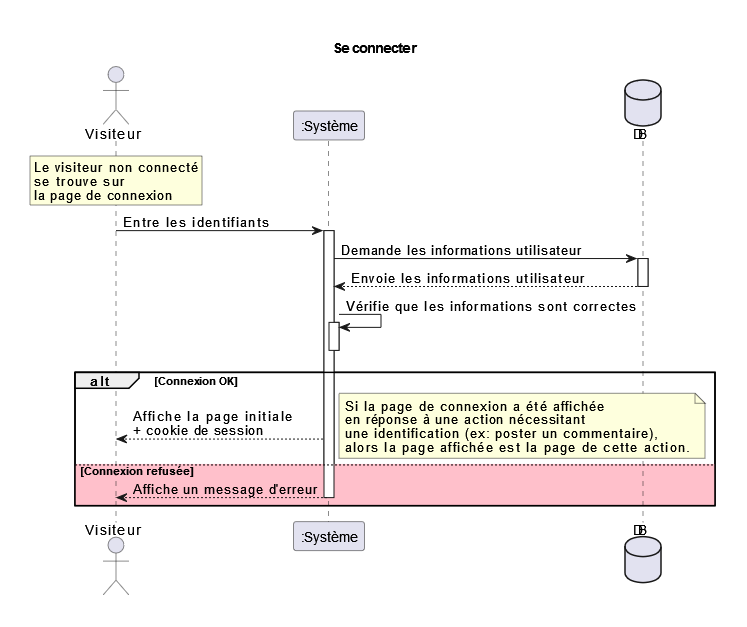 Se connecter
Visiteur
:Système
DB
Le visiteur non connecté
se trouve sur
la page de connexion
Entre les identifiants
Demande les informations utilisateur
Envoie les informations utilisateur
Vérifie que les informations sont correctes
alt
[Connexion OK]
Affiche la page initiale
+ cookie de session
Si la page de connexion a été affichée
en réponse à une action nécessitant
une identification (ex: poster un commentaire),
alors la page affichée est la page de cette action.
[Connexion refusée]
Affiche un message d'erreur
Visiteur
:Système
DB